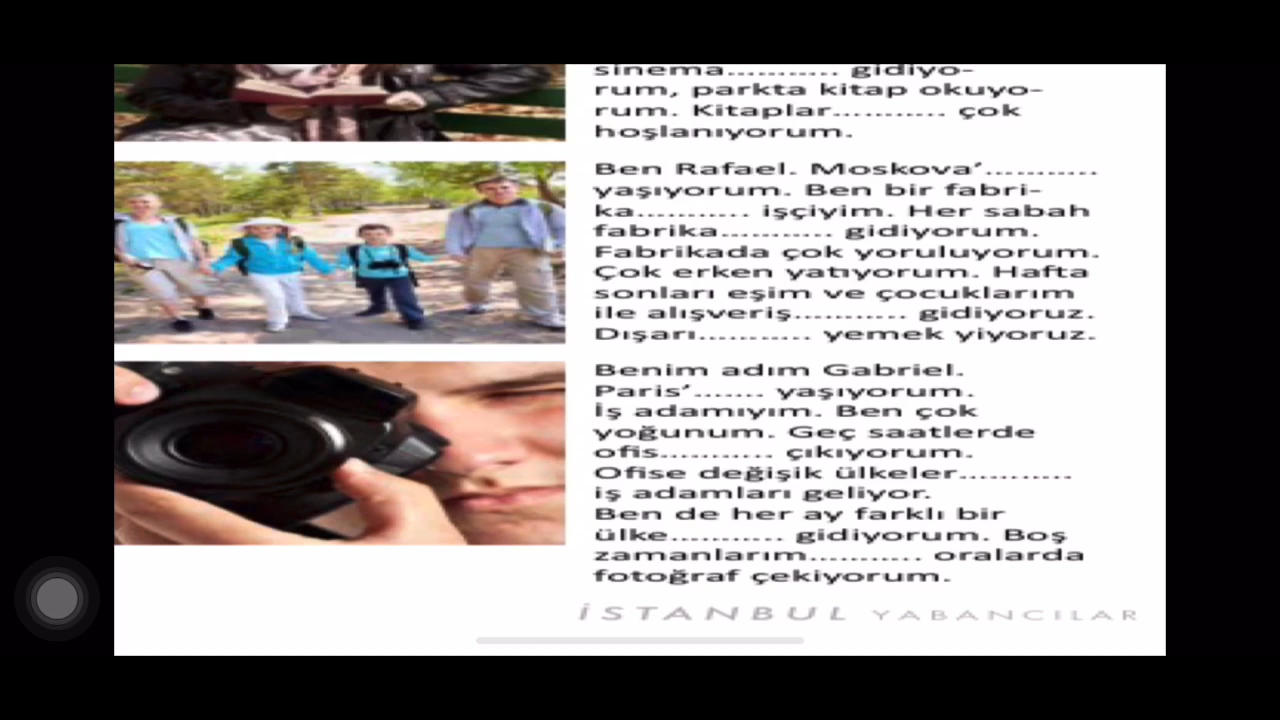 sinema........... gidiyo-
rum, parkta kitap okuyo-
rum. Kitaplar........... çok
hoşlanıyorum.
Ben Rafael. Moskova’...........
yaşıyorum. Ben bir fabri-
ka........... işçiyim. Her sabah
fabrika........... gidiyorum.
Fabrikada çok yoruluyorum.
Çok erken yatıyorum. Hafta
sonları eşim ve çocuklarım
ile alışveriş........... gidiyoruz.
Dışarı........... yemek yiyoruz.
Benim adım Gabriel.
Paris’....... yaşıyorum.
İş adamıyım. Ben çok
yoğunum. Geç saatlerde
ofis........... çıkıyorum.
Ofise değişik ülkeler...........
iş adamları geliyor.
Ben de her ay farklı bir
ülke........... gidiyorum. Boş
zamanlarım........... oralarda
fotoğraf çekiyorum.
İSTANBUL YABANCILAR